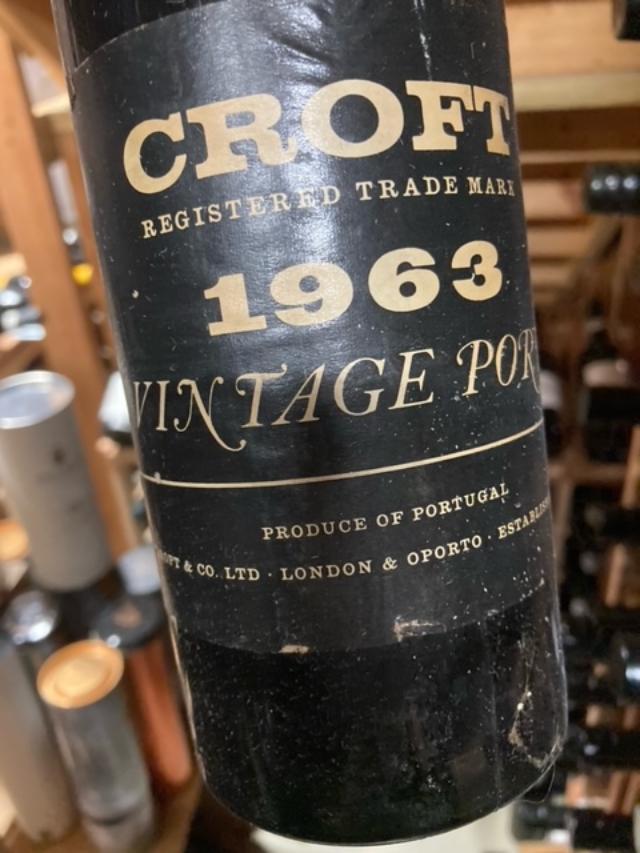 CROFT
REGISTERED TRADE MARK
1963
VINTAGE POR
PRODUCE OF PORTUGAL
& CO. LTD · LONDON & OPORTO ·